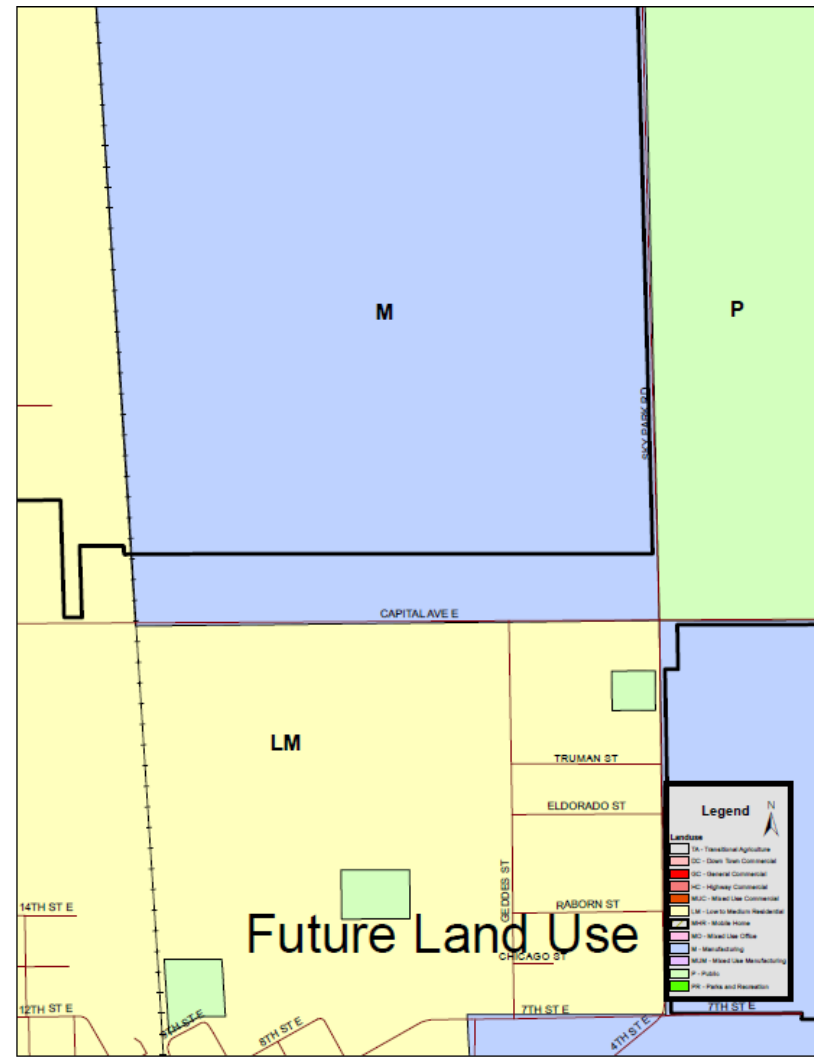 M
P
SKY PARK RD
CAPITAL AVE E
LM
TRUMAN ST
ELDORADO ST
GEDDES ST
RABORN ST
14TH ST E
Future Land Use
CHICAGO ST
12TH ST E
8TH ST E
7TH ST E
4TH ST E
7TH ST E
Legend
N
Landuse
TA - Transitional Agriculture
DC - Down Town Commercial
GC - General Commercial
HC - Highway Commercial
MUC - Mixed Use Commercial
LM - Low to Medium Residential
MHR - Mobile Home
MO - Mixed Use Office
M - Manufacturing
MUM - Mixed Use Manufacturing
P - Public
PR - Parks and Recreation